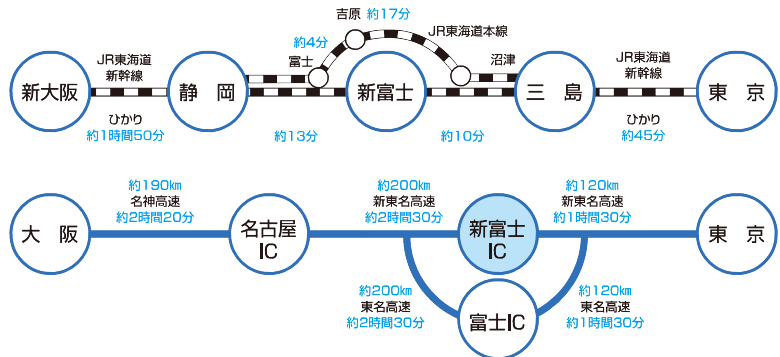 吉原 約17分
約4分
富士
JR東海道本線
沼津
JR東海道
新幹線
JR東海道
新幹線
新大阪
静岡
新富士
三島
東京
ひかり
約1時間50分
約13分
約10分
ひかり
約45分
約190km
名神高速
約2時間20分
約200km
新東名高速
約2時間30分
約120km
新東名高速
約1時間30分
大阪
名古屋
IC
新富士
IC
東京
約200km
東名高速
約2時間30分
約120km
東名高速
約1時間30分
富士IC